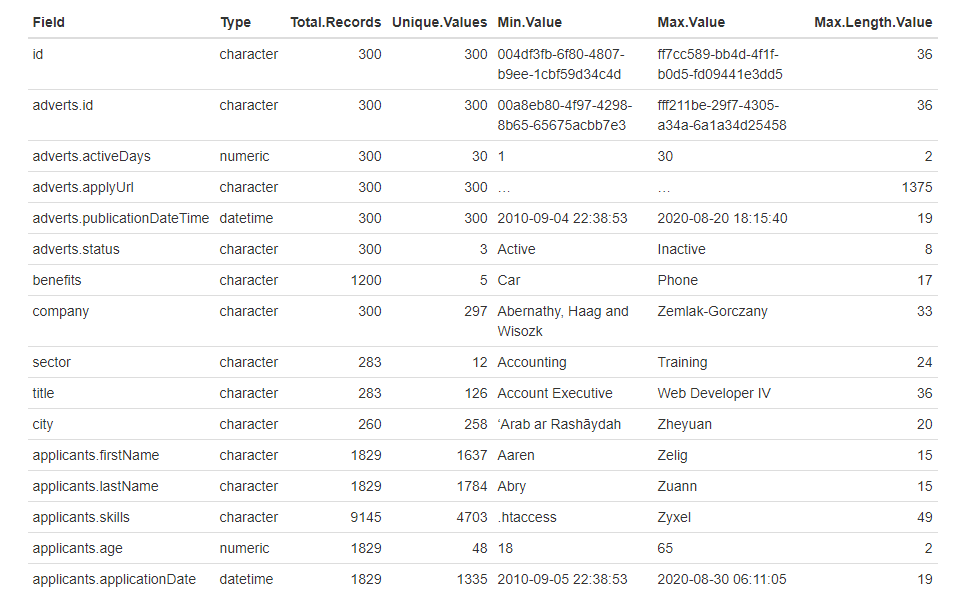 Field Type Total.Records Unique.Values Min.Value Max.Value Max.Length.Value
id character 300 300 004df3fb-6f80-4807- ff7cc589-bb4d-4f1f- 36
b9ee-1cbf59d34c4d b0d5-fd09441e3dd5
adverts.id character 300 300 00a8eb80-4f97-4298- fff211be-29f7-4305- 36
8b65-65675acbb7e3 a34a-6a1a34d25458
adverts.activeDays numeric 300 30 1 30 2
adverts.applyUrl character 300 300 … … 1375
adverts.publicationDateTime datetime 300 300 2010-09-04 22:38:53 2020-08-20 18:15:40 19
adverts.status character 300 3 Active Inactive 8
benefits character 1200 5 Car Phone 17
company character 300 297 Abernathy, Haag and Zemlak-Gorczany 33
Wisozk
sector character 283 12 Accounting Training 24
title character 283 126 Account Executive Web Developer IV 36
city character 260 258 ‘Arab ar Rashāydah Zheyuan 20
applicants.firstName character 1829 1637 Aaren Zelig 15
applicants.lastName character 1829 1784 Abry Zuann 15
applicants.skills character 9145 4703 .htaccess Zyxel 49
applicants.age numeric 1829 48 18 65 2
applicants.applicationDate datetime 1829 1335 2010-09-05 22:38:53 2020-08-30 06:11:05 19